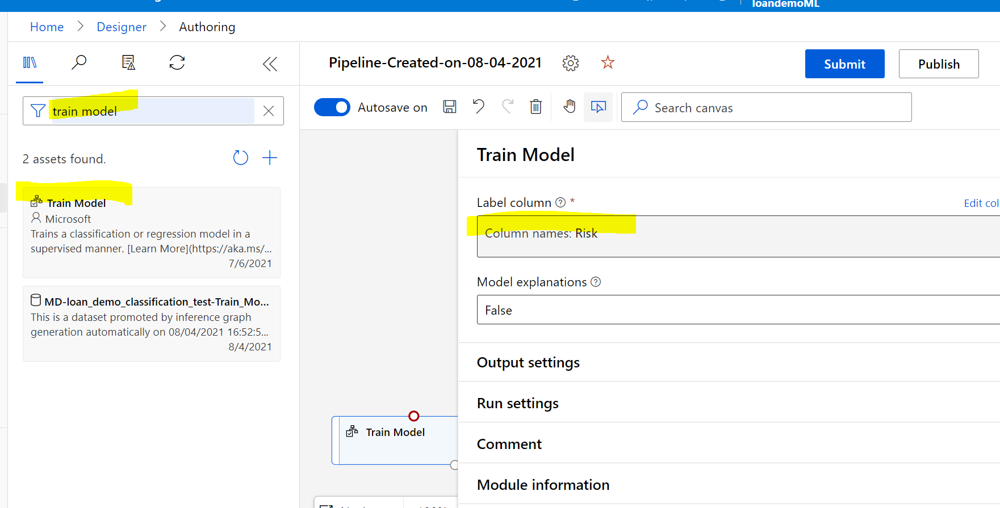 loandemoML
Home > Designer > Authoring
Pipeline-Created-on-08-04-2021
Submit
Publish
train model
Autosave on
Search canvas
2 assets found.
Train Model
Microsoft
Trains a classification or regression model in a
supervised manner. [Learn More](https://aka.ms/...
7/6/2021
MD-loan_demo_classification_test-Train_Mo...
This is a dataset promoted by inference graph
generation automatically on 08/04/2021 16:52:5...
8/4/2021
Train Model
Train Model
Label column *
Edit col
Column names: Risk
Model explanations
False
Output settings
Run settings
Comment
Module information